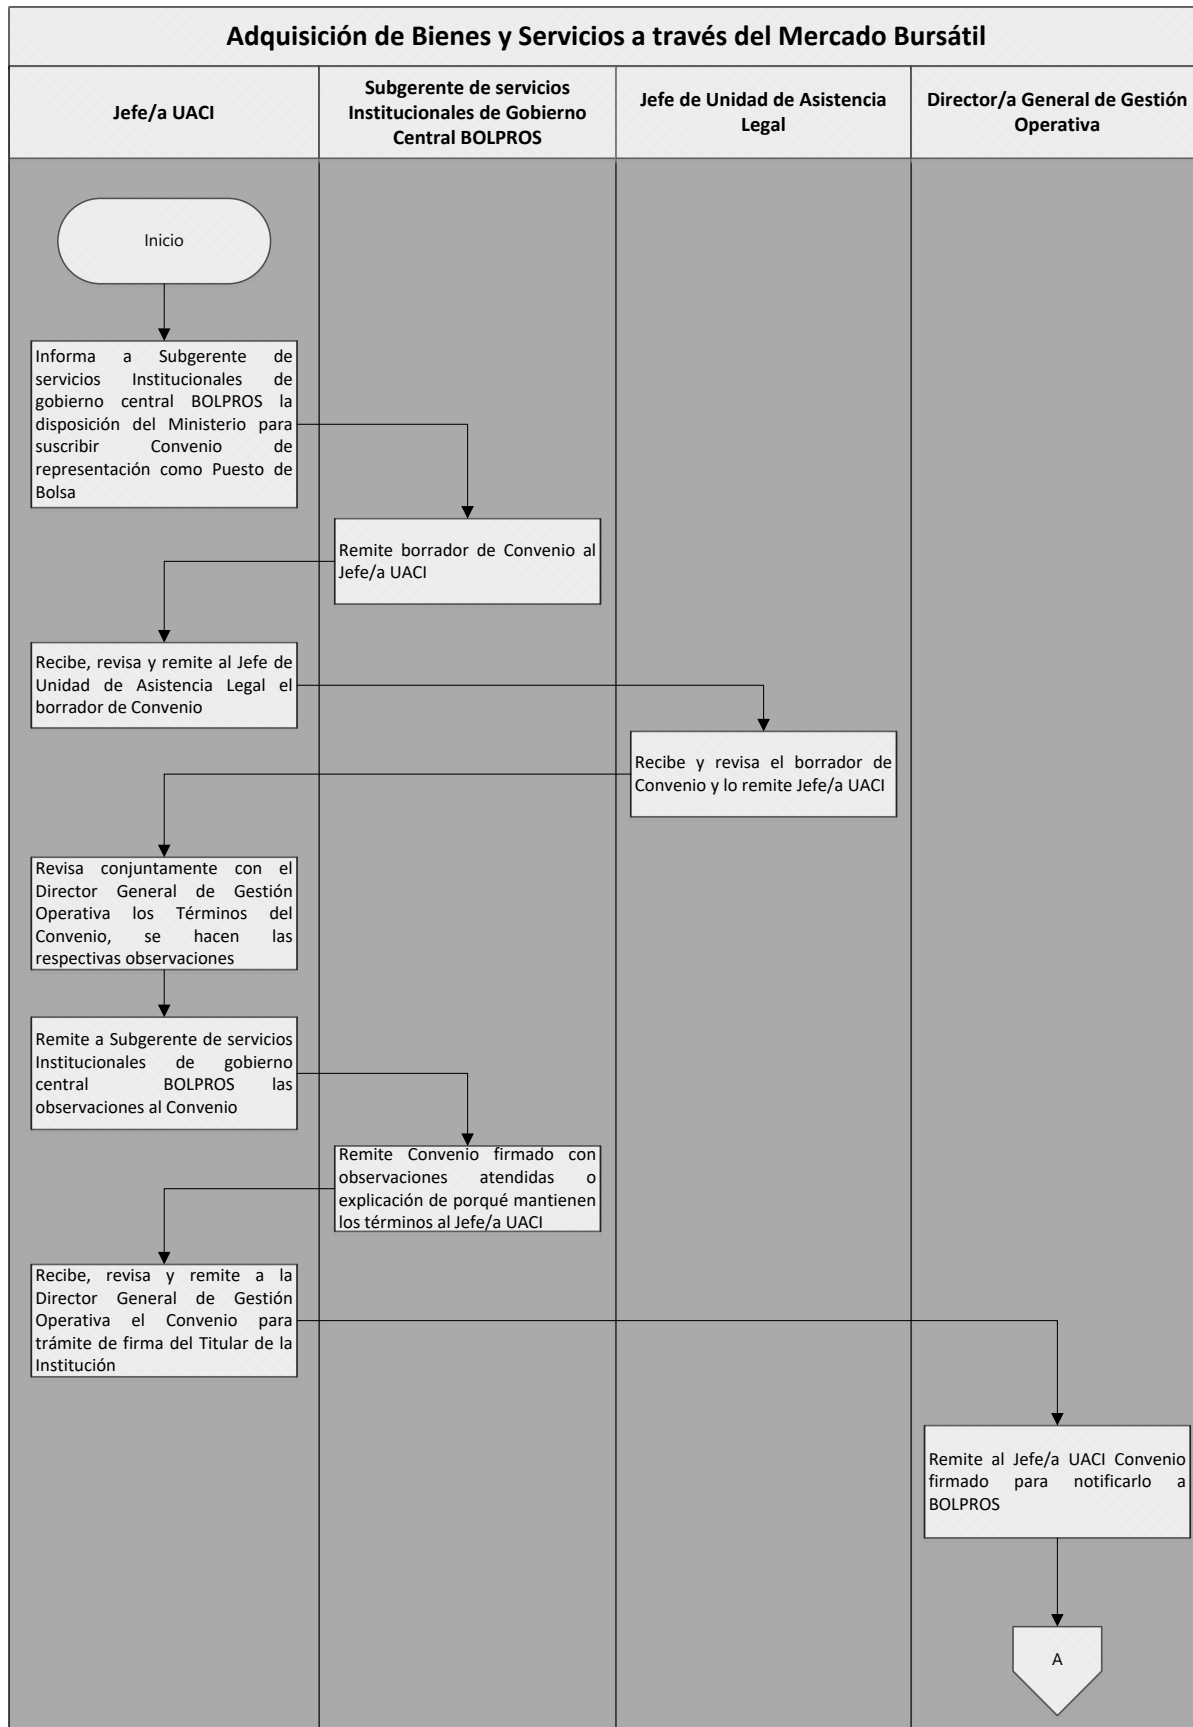 Adquisición de Bienes y Servicios a través del Mercado Bursátil
Jefe/a UACI
Subgerente de servicios
Institucionales de Gobierno
Central BOLPROS
Jefe de Unidad de Asistencia
Legal
Director/a General de Gestión
Operativa
Inicio
Informa a Subgerente de
servicios Institucionales de
gobierno central BOLPROS la
disposición del Ministerio para
suscribir Convenio de
representación como Puesto de
Bolsa
Remite borrador de Convenio al
Jefe/a UACI
Recibe, revisa y remite al Jefe de
Unidad de Asistencia Legal el
borrador de Convenio
Recibe y revisa el borrador de
Convenio y lo remite Jefe/a UACI
Revisa conjuntamente con el
Director General de Gestión
Operativa los Términos del
Convenio, se hacen las
respectivas observaciones
Remite a Subgerente de servicios
Institucionales de gobierno
central BOLPROS las
observaciones al Convenio
Remite Convenio firmado con
observaciones atendidas o
explicación de porqué mantienen
los términos al Jefe/a UACI
Recibe, revisa y remite a la
Director General de Gestión
Operativa el Convenio para
trámite de firma del Titular de la
Institución
Remite al Jefe/a UACI Convenio
firmado para notificarlo a
BOLPROS
A